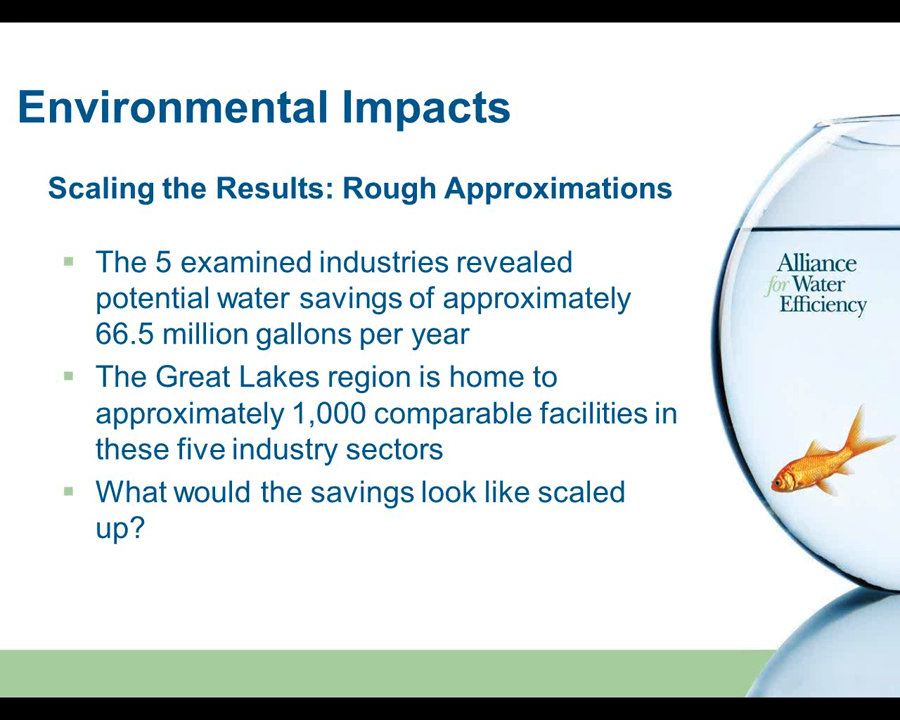 Environmental Impacts
Scaling the Results: Rough Approximations
The 5 examined industries revealed
potential water savings of approximately
66.5 million gallons per year
The Great Lakes region is home to
approximately 1,000 comparable facilities in
these five industry sectors
What would the savings look like scaled
up?
Alliance
for Water
Efficiency